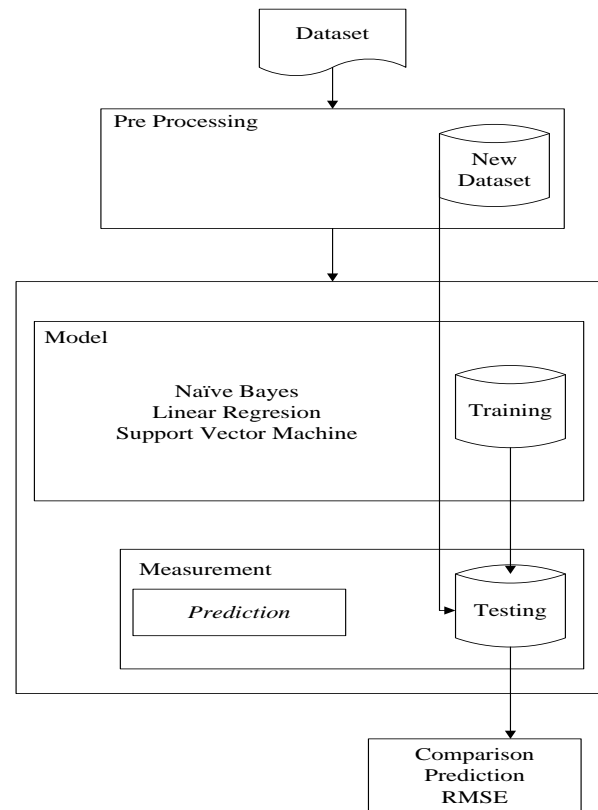 Dataset
Pre Processing
New
Dataset
Model
Naïve Bayes
Linear Regresion
Support Vector Machine
Training
Measurement
Prediction
Testing
Comparison
Prediction
RMSE